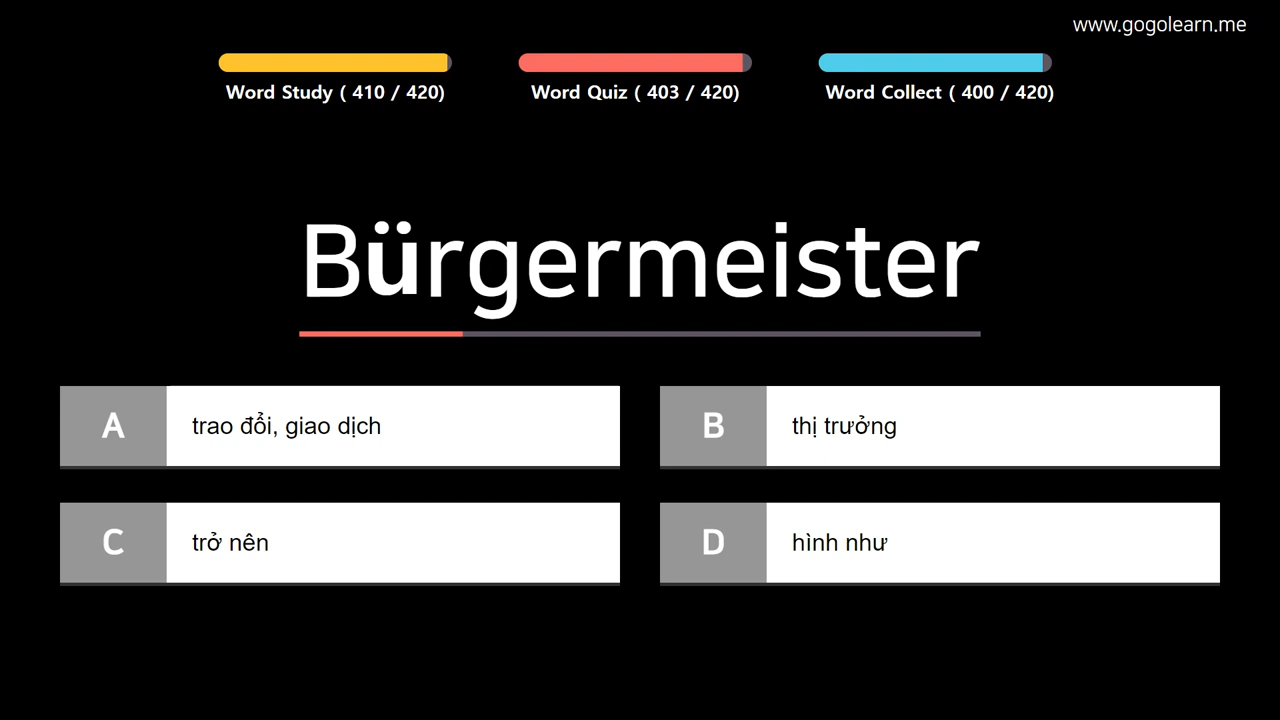 www.gogolearn.me
Word Study ( 410 / 420)
Word Quiz ( 403 / 420)
Word Collect ( 400 / 420)
Bürgermeister
A trao đổi, giao dịch
B thị trưởng
C trở nên
D hình như